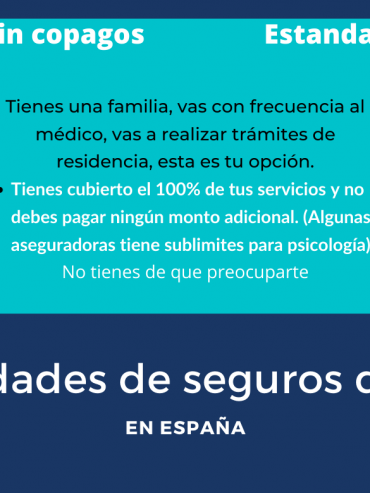 in copagos Estanda
Tienes una familia, vas con frecuencia al
médico, vas a realizar trámites de
residencia, esta es tu opción.
• Tienes cubierto el 100% de tus servicios y no
debes pagar ningún monto adicional. (Algunas
aseguradoras tiene sublimites para psicología)
No tienes de que preocuparte
dades de seguros d
EN ESPAÑA